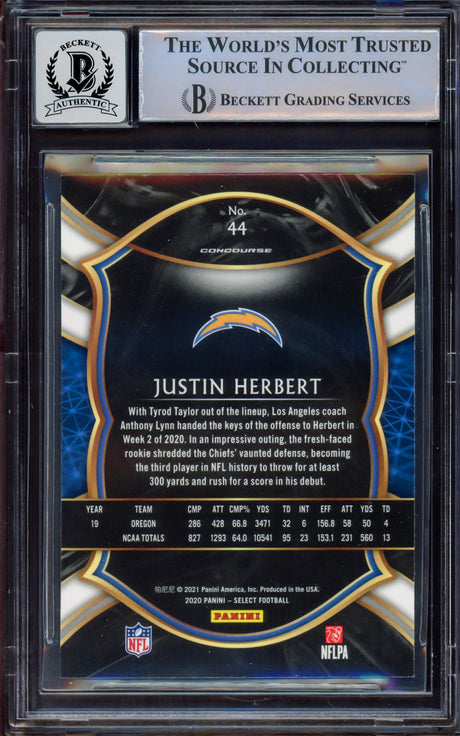 BECKETT
B
AUTHENTIC
THE WORLD'S MOST TRUSTED
SOURCE IN COLLECTING™
B BECKETT GRADING SERVICES
No.
44
CONCOURSE
JUSTIN HERBERT
With Tyrod Taylor out of the lineup, Los Angeles coach
Anthony Lynn handed the keys of the offense to Herbert in
Week 2 of 2020. In an impressive outing, the fresh-faced
rookie shredded the Chiefs' vaunted defense, becoming
the third player in NFL history to throw for at least
300 yards and rush for a score in his debut.
YEAR TEAM CMP ATT CMP% YDS TD INT EFF ATT YDS TD
19 OREGON 286 428 66.8 3471 32 6 156.8 58 50 4
NCAA TOTALS 827 1293 64.0 10541 95 23 153.1 231 560 13
帕尼尼 © 2021 Panini America, Inc. Produced in the USA.
2020 PANINI – SELECT FOOTBALL
PANINI
NFL
NFLPA